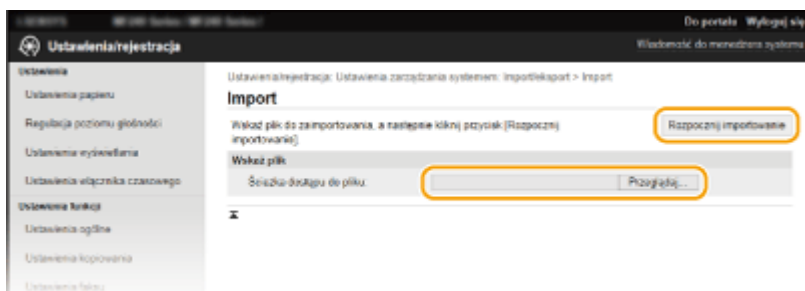 Do portalu Wyloguj się
Ustawienia/rejestracja
Wiadomość do menedżera systemu
Ustawienia
Ustawienia papieru
Regulacja poziomu głośności
Ustawienia wyświetlania
Ustawienia włącznika czasowego
Ustawienia funkcji
Ustawienia ogólne
Ustawienia kopiowania
Ustawienia faksu
Ustawienia/rejestracja: Ustawienia zarządzania systemem: Import/eksport > Import
Import
Wskaż plik do zaimportowania, a następnie kliknij przycisk [Rozpocznij
importowanie].
Rozpocznij importowanie
Wskaż plik
Ścieżka dostępu do pliku:
Przeglądaj...